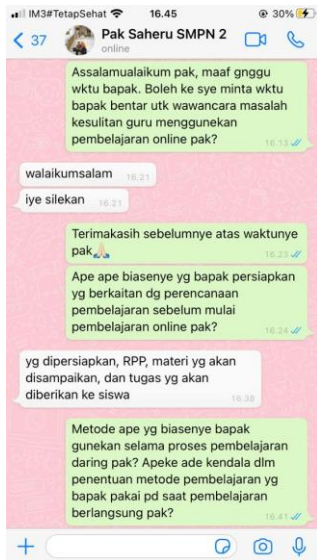 IM3#TetapSehat 16.45 30%
37 Pak Saheru SMPN 2
online
Assalamualaikum pak, maaf gnggu
wktu bapak. Boleh ke sye minta wktu
bapak bentar utk wawancara masalah
kesulitan guru menggunekan
pembelajaran online pak?
16.13
walaikumsalam 16.21
iye silekan 16.21
Terimakasih sebelumnye atas waktunye
pak🙏🏻 16.23
Ape ape biasenye yg bapak persiapkan
yg berkaitan dg perencanaan
pembelajaran sebelum mulai
pembelajaran online pak? 16.24
yg dipersiapkan, RPP, materi yg akan
disampaikan, dan tugas yg akan
diberikan ke siswa 16.38
Metode ape yg biasenye bapak
gunekan selama proses pembelajaran
daring pak? Apeke ade kendala dlm
penentuan metode pembelajaran yg
bapak pakai pd saat pembelajaran
berlangsung pak? 16.41